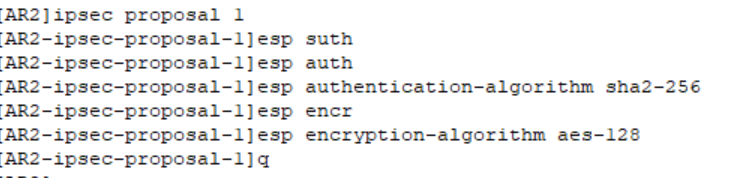 [AR2]ipsec proposal 1
[AR2-ipsec-proposal-1]esp suth
[AR2-ipsec-proposal-1]esp auth
[AR2-ipsec-proposal-1]esp authentication-algorithm sha2-256
[AR2-ipsec-proposal-1]esp encr
[AR2-ipsec-proposal-1]esp encryption-algorithm aes-128
[AR2-ipsec-proposal-1]q